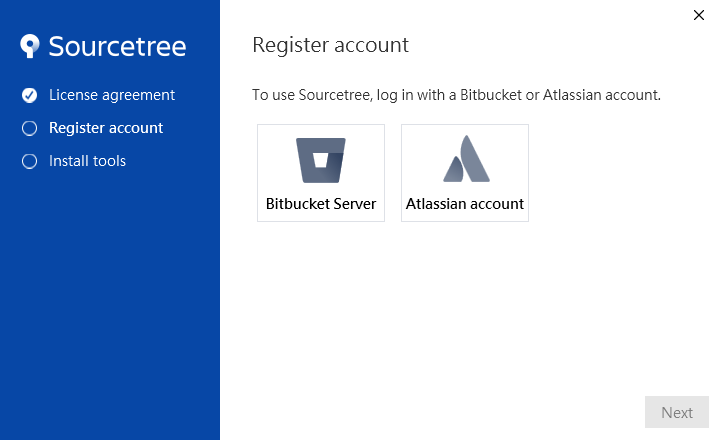 Sourcetree
License agreement
Register account
Install tools
Register account
To use Sourcetree, log in with a Bitbucket or Atlassian account.
Bitbucket Server
Atlassian account
Next